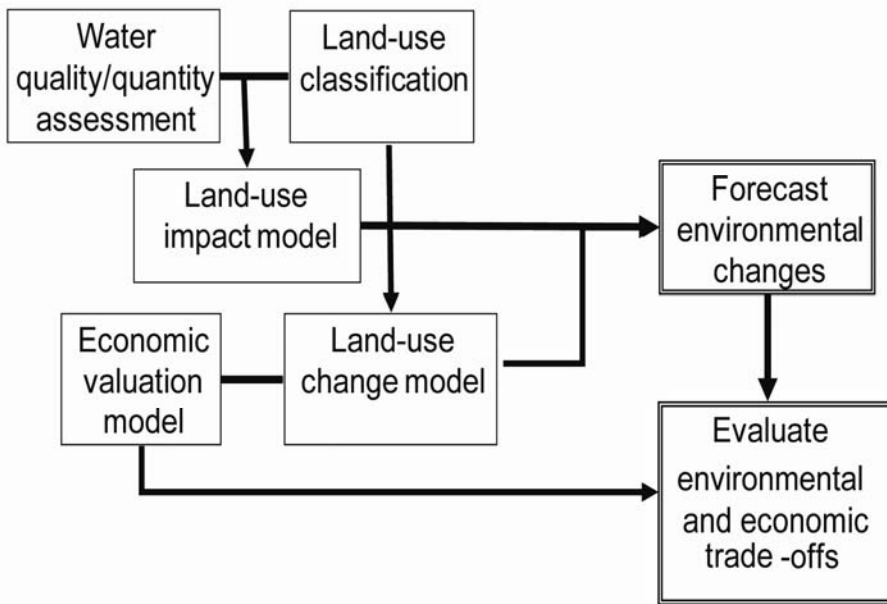 Water
quality/quantity
assessment
Land-use
classification
Land-use
impact model
Forecast
environmental
changes
Economic
valuation
model
Land-use
change model
Evaluate
environmental
and economic
trade -offs